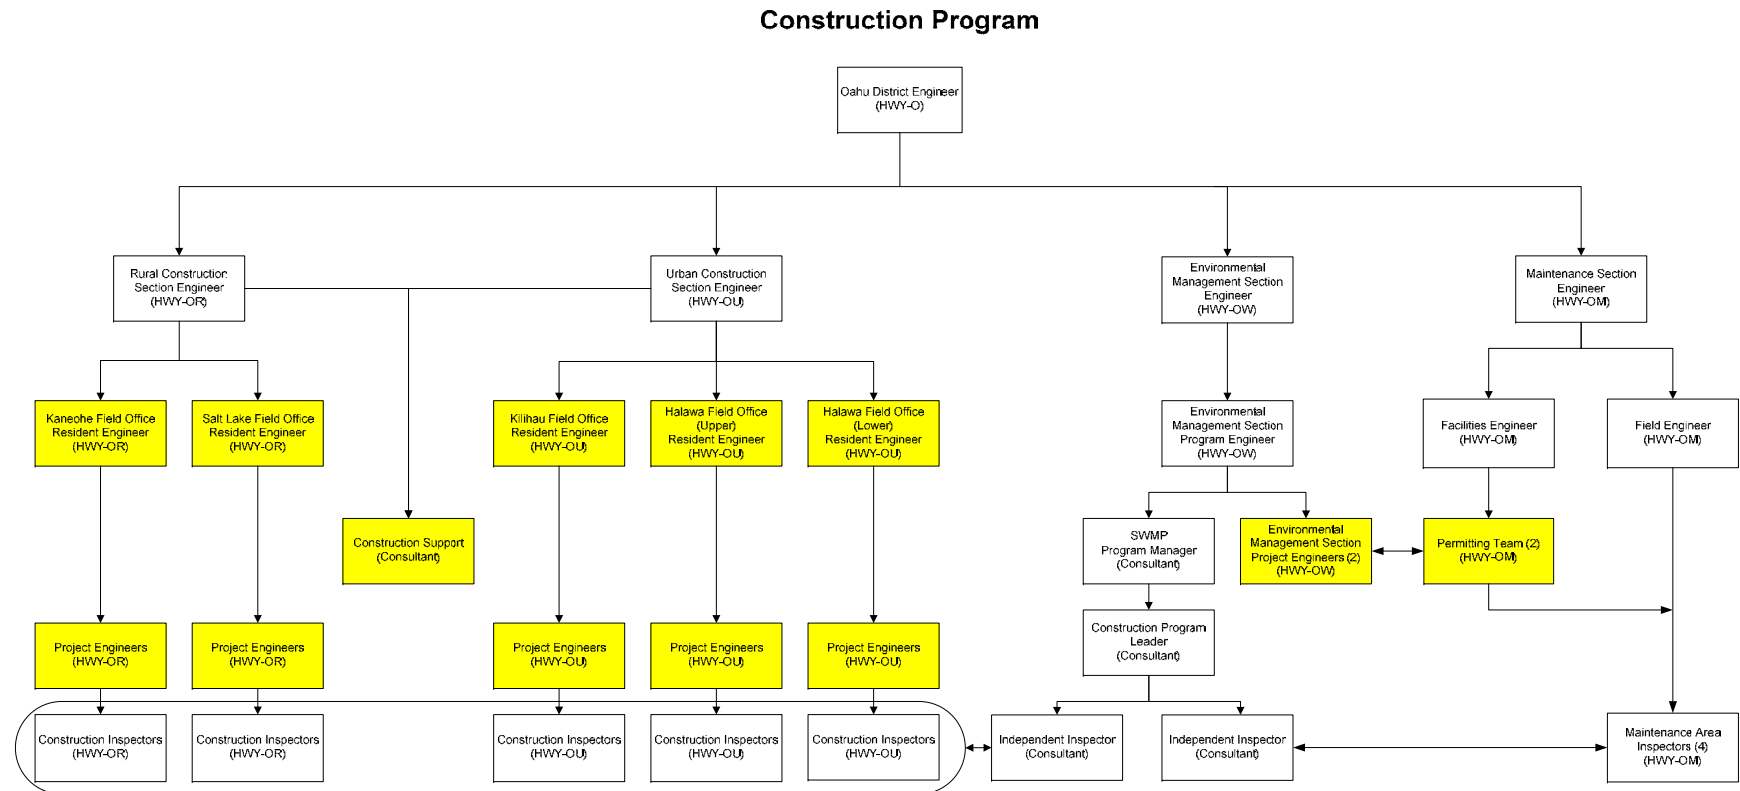 Construction Program
Oahu District Engineer
(HWY-O)
Rural Construction
Section Engineer
(HWY-OR)
Urban Construction
Section Engineer
(HWY-OU)
Environmental
Management Section
Engineer
(HWY-OW)
Maintenance Section
Engineer
(HWY-OM)
Kaneohe Field Office
Resident Engineer
(HWY-OR)
Salt Lake Field Office
Resident Engineer
(HWY-OR)
Kilihau Field Office
Resident Engineer
(HWY-OU)
Halawa Field Office
(Upper)
Resident Engineer
(HWY-OU)
Halawa Field Office
(Lower)
Resident Engineer
(HWY-OU)
Environmental
Management Section
Program Engineer
(HWY-OW)
Facilities Engineer
(HWY-OM)
Field Engineer
(HWY-OM)
Construction Support
(Consultant)
SWMP
Program Manager
(Consultant)
Environmental
Management Section
Project Engineers (2)
(HWY-OW)
Permitting Team (2)
(HWY-OM)
Project Engineers
(HWY-OR)
Project Engineers
(HWY-OR)
Project Engineers
(HWY-OU)
Project Engineers
(HWY-OU)
Project Engineers
(HWY-OU)
Construction Program
Leader
(Consultant)
Construction Inspectors
(HWY-OR)
Construction Inspectors
(HWY-OR)
Construction Inspectors
(HWY-OU)
Construction Inspectors
(HWY-OU)
Construction Inspectors
(HWY-OU)
Independent Inspector
(Consultant)
Independent Inspector
(Consultant)
Maintenance Area
Inspectors (4)
(HWY-OM)